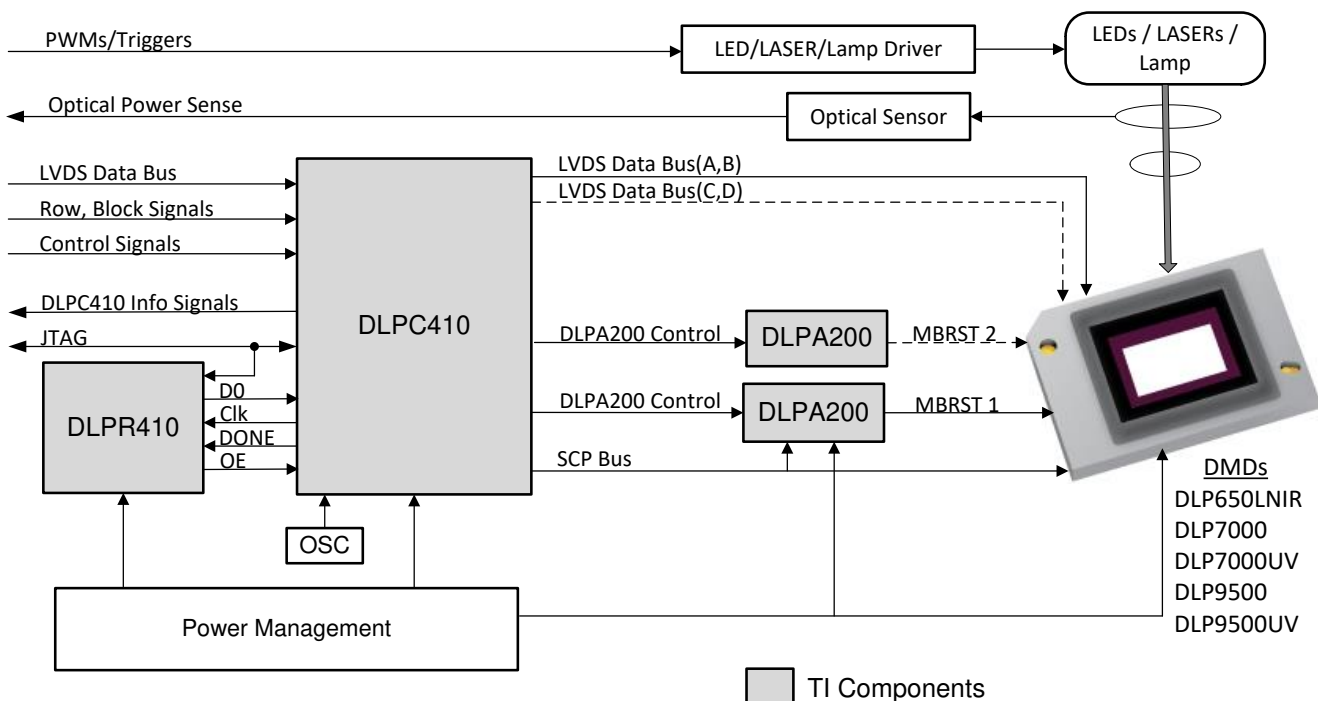 PWMs/Triggers
LED/LASER/Lamp Driver
LEDs / LASERs /
Lamp
Optical Power Sense
Optical Sensor
LVDS Data Bus
Row, Block Signals
Control Signals
DLPC410 Info Signals
JTAG
DLPC410
LVDS Data Bus(A,B)
LVDS Data Bus(C,D)
DLPA200 Control
DLPA200
MBRST 2
DLPA200 Control
DLPA200
MBRST 1
SCP Bus
DLPR410
D0
Clk
DONE
OE
OSC
Power Management
DMDs
DLP650LNIR
DLP7000
DLP7000UV
DLP9500
DLP9500UV
TI Components